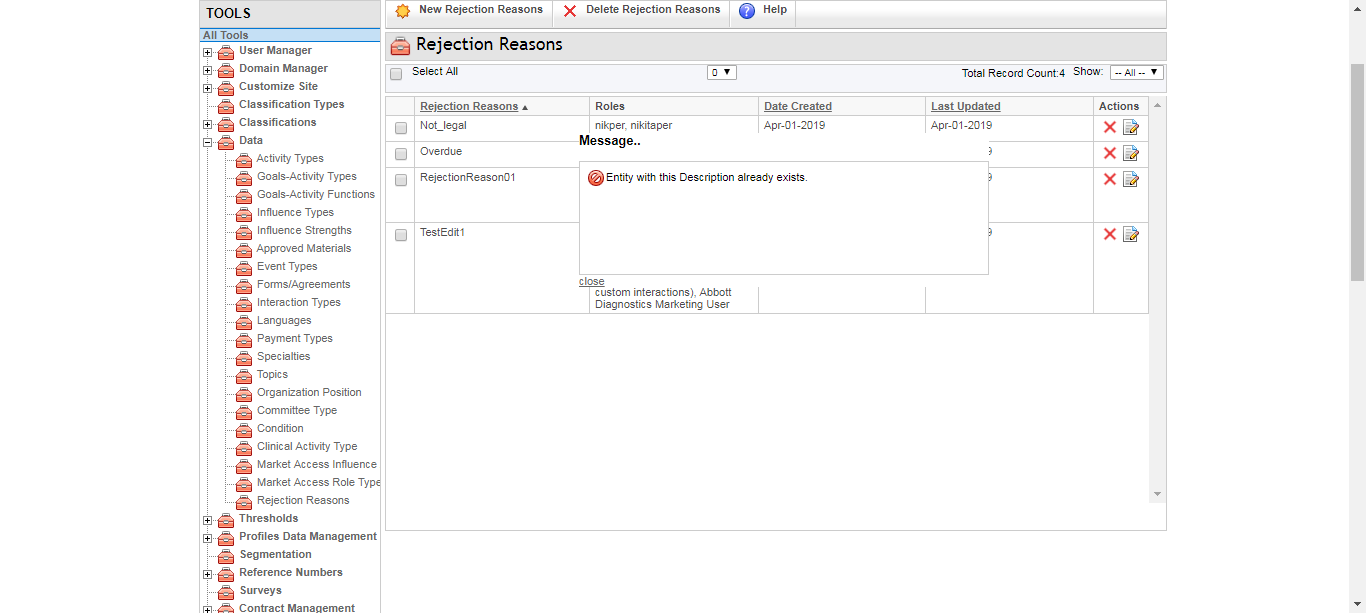 TOOLS
All Tools
User Manager
Domain Manager
Customize Site
Classification Types
Classifications
Data
Activity Types
Goals-Activity Types
Goals-Activity Functions
Influence Types
Influence Strengths
Approved Materials
Event Types
Forms/Agreements
Interaction Types
Languages
Payment Types
Specialties
Topics
Organization Position
Committee Type
Condition
Clinical Activity Type
Market Access Influence
Market Access Role Type
Rejection Reasons
Thresholds
Profiles Data Management
Segmentation
Reference Numbers
Surveys
Contract Management
New Rejection Reasons Delete Rejection Reasons ? Help
Rejection Reasons
Select All 0 ▼ Total Record Count:4 Show: -- All -- ▼
Rejection Reasons ▲ Roles Date Created Last Updated Actions
Not_legal nikper, nikitaper Apr-01-2019 Apr-01-2019
Message..
Overdue 9
RejectionReason01 Entity with this Description already exists. 9
TestEdit1 9
close
custom interactions), Abbott
Diagnostics Marketing User